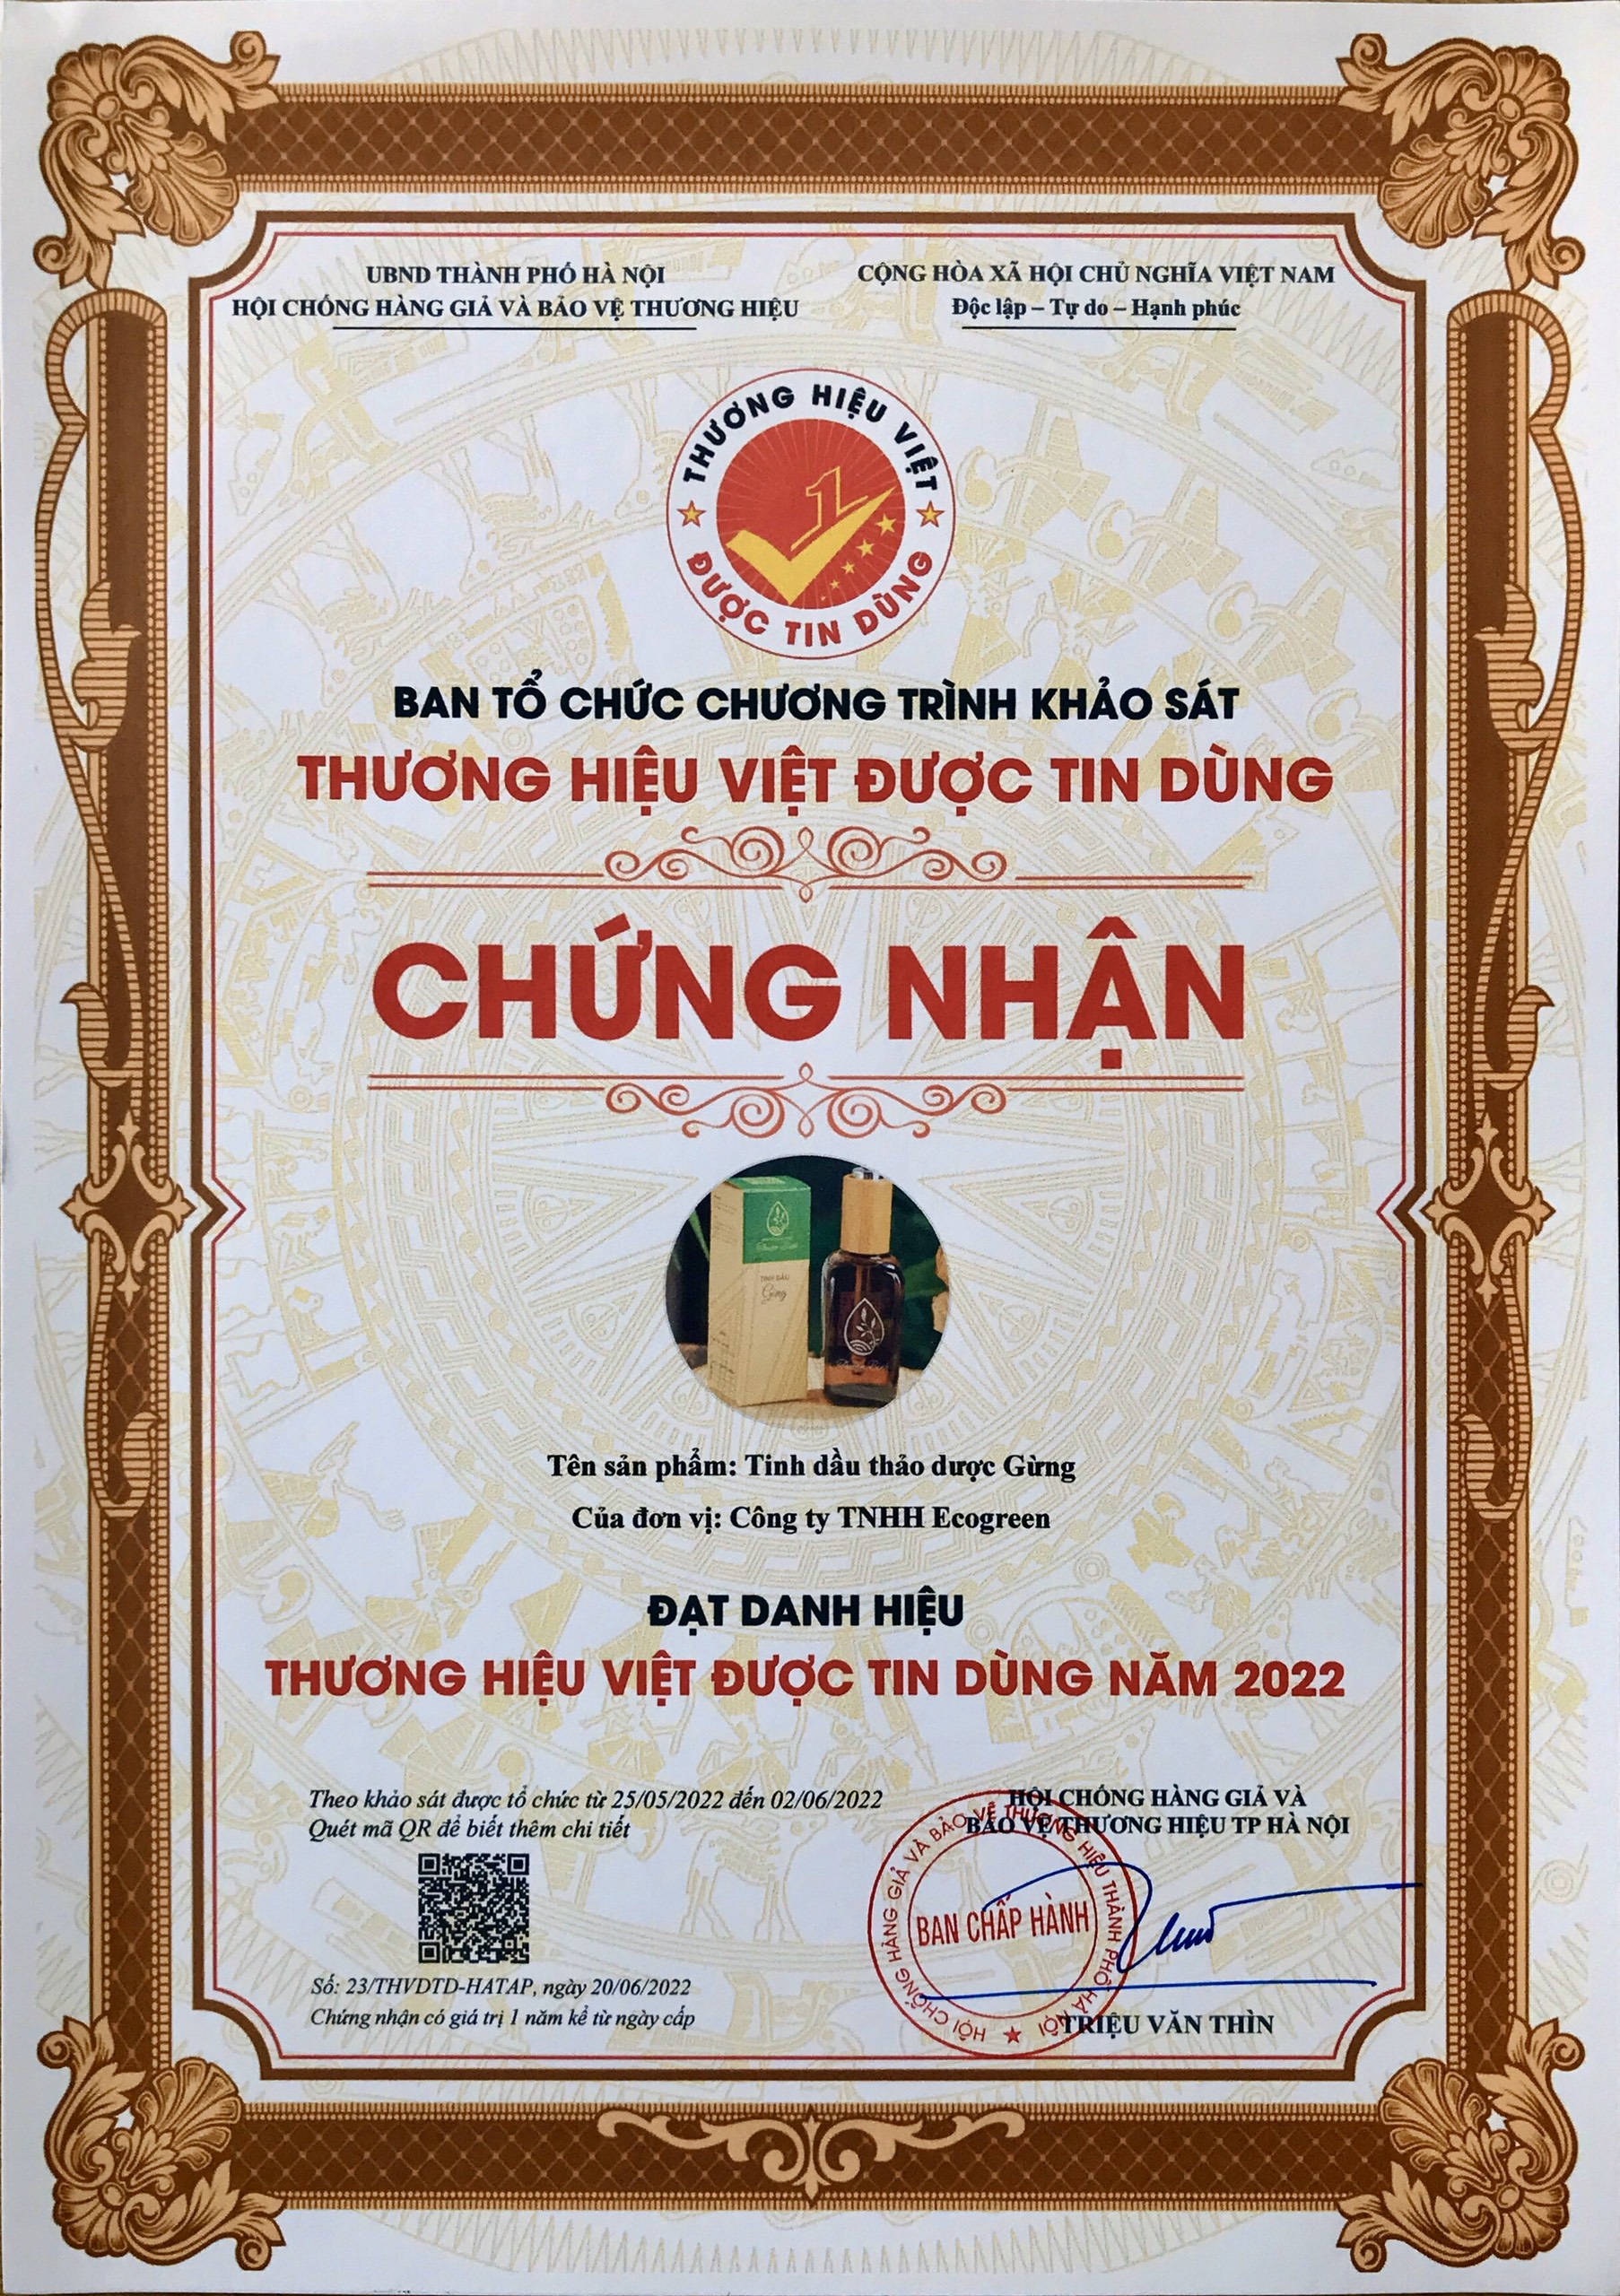 UBND THÀNH PHỐ HÀ NỘI
HỘI CHỐNG HÀNG GIẢ VÀ BẢO VỆ THƯƠNG HIỆU
CỘNG HÒA XÃ HỘI CHỦ NGHĨA VIỆT NAM
Độc lập – Tự do – Hạnh phúc
THƯƠNG HIỆU VIỆT
1
ĐƯỢC TIN DÙNG
BAN TỔ CHỨC CHƯƠNG TRÌNH KHẢO SÁT
THƯƠNG HIỆU VIỆT ĐƯỢC TIN DÙNG
CHỨNG NHẬN
TINH DẦU
Gừng
Tên sản phẩm: Tinh dầu thảo dược Gừng
Của đơn vị: Công ty TNHH Ecogreen
ĐẠT DANH HIỆU
THƯƠNG HIỆU VIỆT ĐƯỢC TIN DÙNG NĂM 2022
Theo khảo sát được tổ chức từ 25/05/2022 đến 02/06/2022
Quét mã QR để biết thêm chi tiết
Số: 23/THVDTD-HATAP, ngày 20/06/2022
Chứng nhận có giá trị 1 năm kể từ ngày cấp
HỘI CHỐNG HÀNG GIẢ VÀ
BẢO VỆ THƯƠNG HIỆU TP HÀ NỘI
HỘI CHỐNG HÀNG GIẢ VÀ BẢO VỆ THƯƠNG HIỆU THÀNH PHỐ HÀ NỘI
BAN CHẤP HÀNH
TRIỆU VĂN THÌN